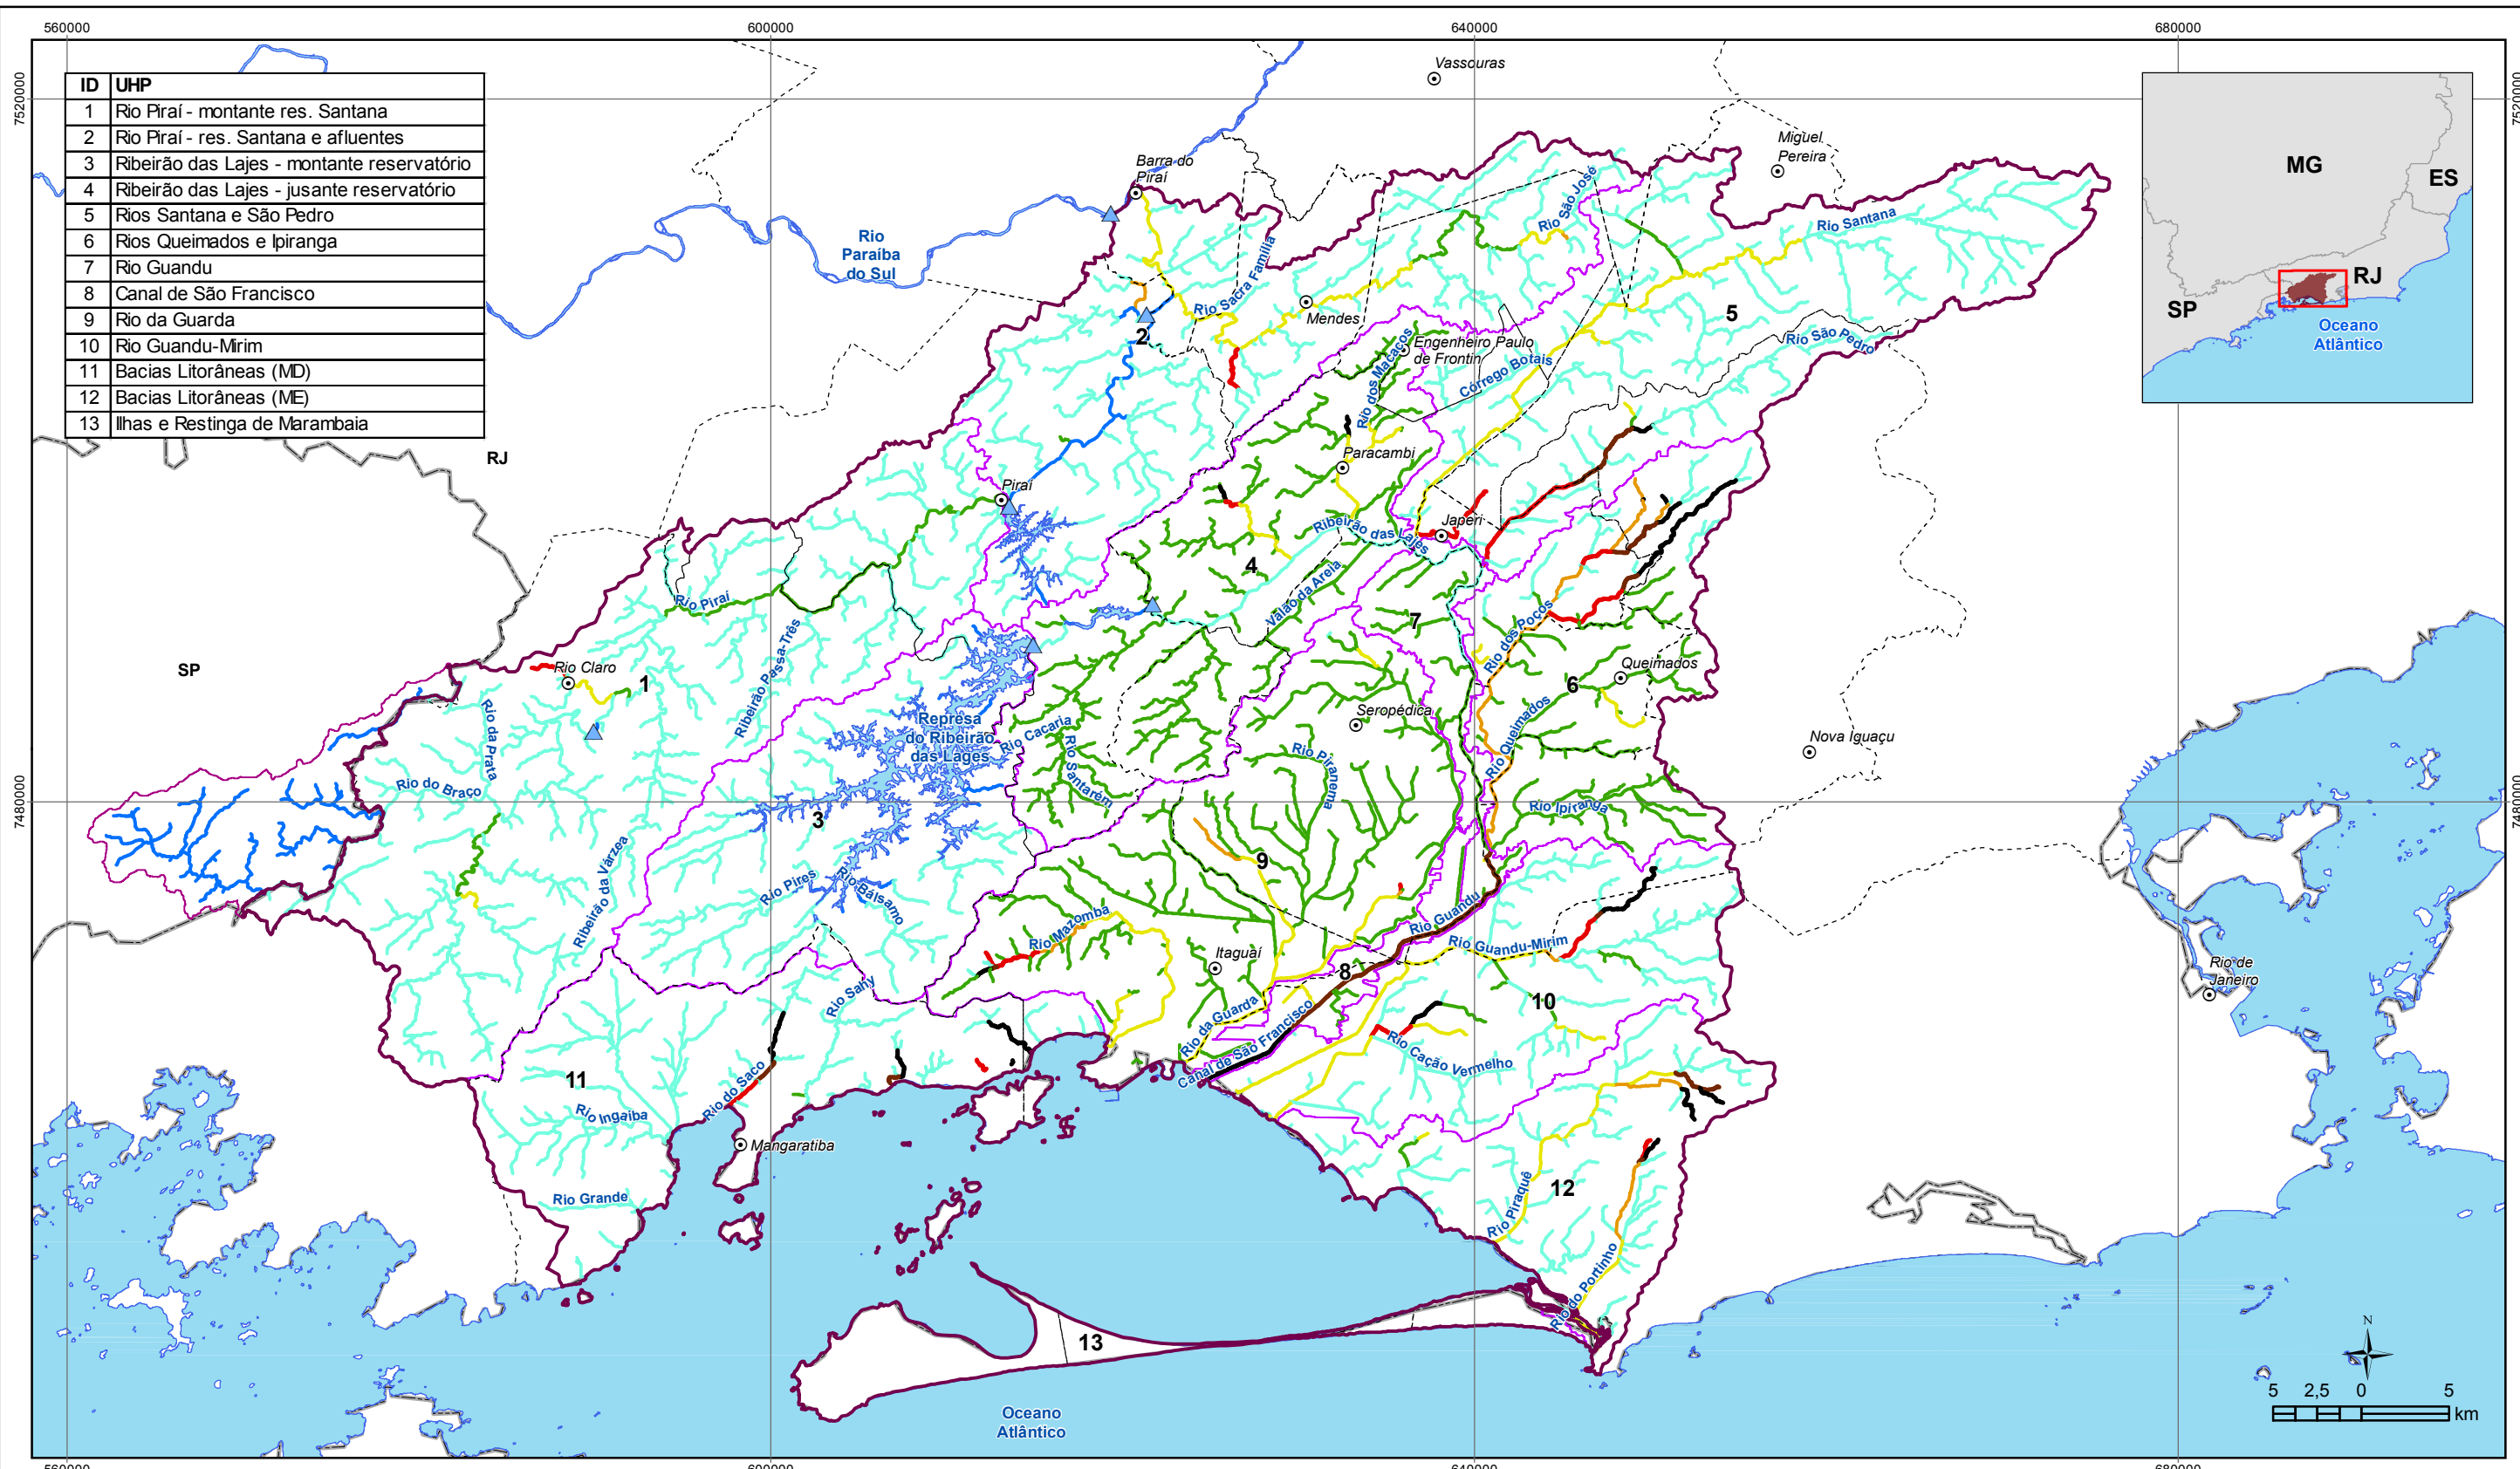 560000
600000
640000
680000
7520000
7520000
ID UHP
1 Rio Piraí - montante res. Santana
2 Rio Piraí - res. Santana e afluentes
3 Ribeirão das Lajes - montante reservatório
4 Ribeirão das Lajes - jusante reservatório
5 Rios Santana e São Pedro
6 Rios Queimados e Ipiranga
7 Rio Guandu
8 Canal de São Francisco
9 Rio da Guarda
10 Rio Guandu-Mirim
11 Bacias Litorâneas (MD)
12 Bacias Litorâneas (ME)
13 Ilhas e Restinga de Marambaia
MG
ES
RJ
SP
Oceano
Atlântico
Vassouras
Miguel
Pereira
Barra do
Piraí
Rio
Paraíba
do Sul
Rio São José
Rio Santana
Rio Sacra Família
Mendes
5
2
Rio São Pedro
Engenheiro Paulo
de Frontin
Rio dos Macacos
Córrego Botais
RJ
Paracambi
Piraí
Japeri
Ribeirão das Lajes
4
Valão da Areia
Rio Piraí
7
Rio dos Poços
SP
Rio Claro
1
Ribeirão Passa-Três
Queimados
6
Rio da Prata
Represa
do Ribeirão
das Lages
Rio Cacaria
Rio Santarém
Seropédica
Rio Queimados
Nova Iguaçu
Rio Piranema
Rio do Braço
7480000
7480000
3
Rio Ipiranga
9
Ribeirão da Várzea
Rio Pires
Rio Bálsamo
Rio Mazomba
Rio Guandu
Rio Guandu-Mirim
Itaguaí
8
Rio de
Janeiro
Rio Sahy
10
Rio da Guarda
Canal de São Francisco
Rio Cação Vermelho
11
Rio do Saco
Rio Ingaíba
Mangaratiba
12
Rio Grande
Rio Piraquê
Rio do Portinho
13
N
Oceano
Atlântico
5 2,5 0 5
km
560000
600000
640000
680000